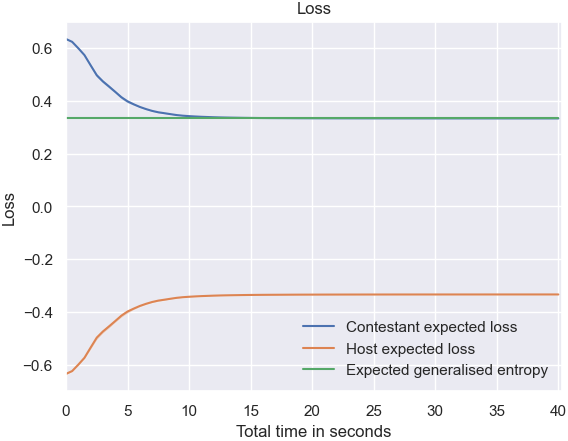 Loss
0.6
0.4
0.2
0.0
−0.2
−0.4
−0.6
Loss
Contestant expected loss
Host expected loss
Expected generalised entropy
0 5 10 15 20 25 30 35 40
Total time in seconds